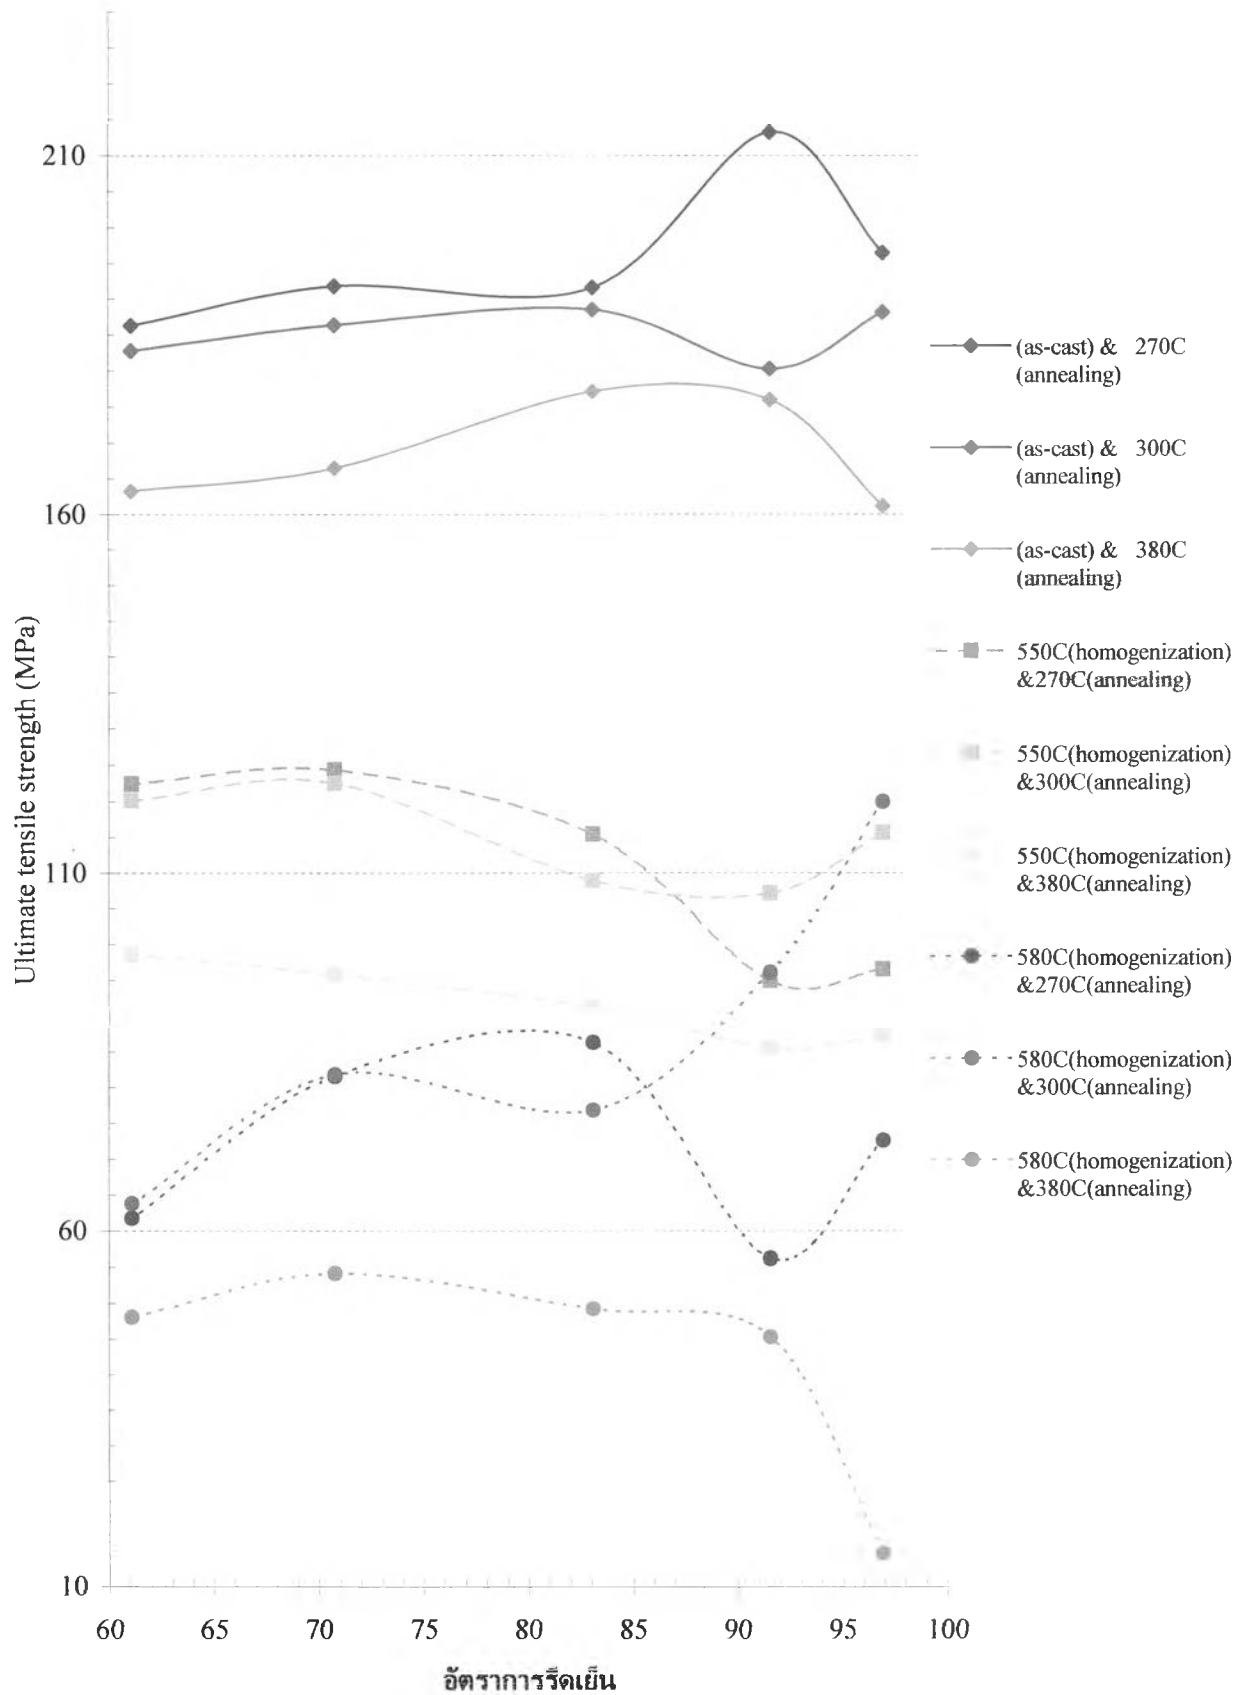 210
160
110
60
10
Ultimate tensile strength (MPa)
60 65 70 75 80 85 90 95 100
อัตราการรีดเย็น
(as-cast) & 270C
(annealing)
(as-cast) & 300C
(annealing)
(as-cast) & 380C
(annealing)
550C(homogenization)
&270C(annealing)
550C(homogenization)
&300C(annealing)
550C(homogenization)
&380C(annealing)
580C(homogenization)
&270C(annealing)
580C(homogenization)
&300C(annealing)
580C(homogenization)
&380C(annealing)